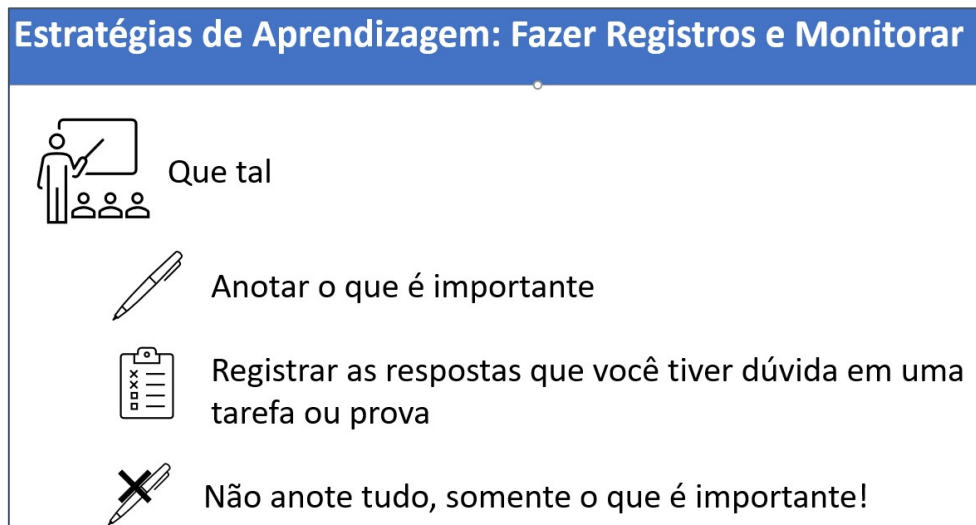 Estratégias de Aprendizagem: Fazer Registros e Monitorar
Que tal
Anotar o que é importante
Registrar as respostas que você tiver dúvida em uma
tarefa ou prova
Não anote tudo, somente o que é importante!